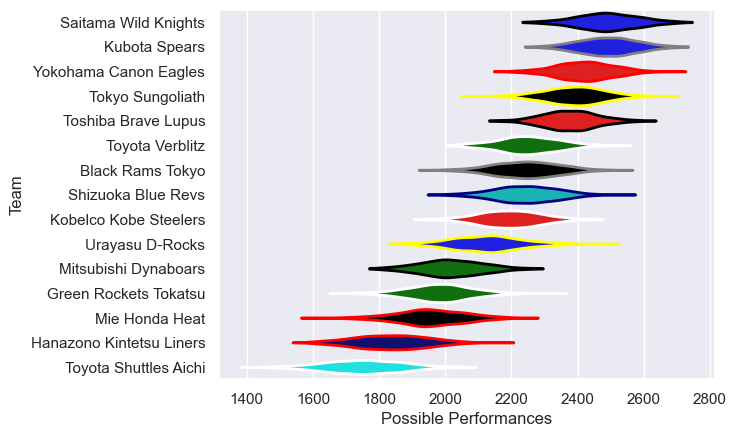 Team
Saitama Wild Knights
Kubota Spears
Yokohama Canon Eagles
Tokyo Sungoliath
Toshiba Brave Lupus
Toyota Verblitz
Black Rams Tokyo
Shizuoka Blue Revs
Kobelco Kobe Steelers
Urayasu D-Rocks
Mitsubishi Dynaboars
Green Rockets Tokatsu
Mie Honda Heat
Hanazono Kintetsu Liners
Toyota Shuttles Aichi
1400 1600 1800 2000 2200 2400 2600 2800
Possible Performances